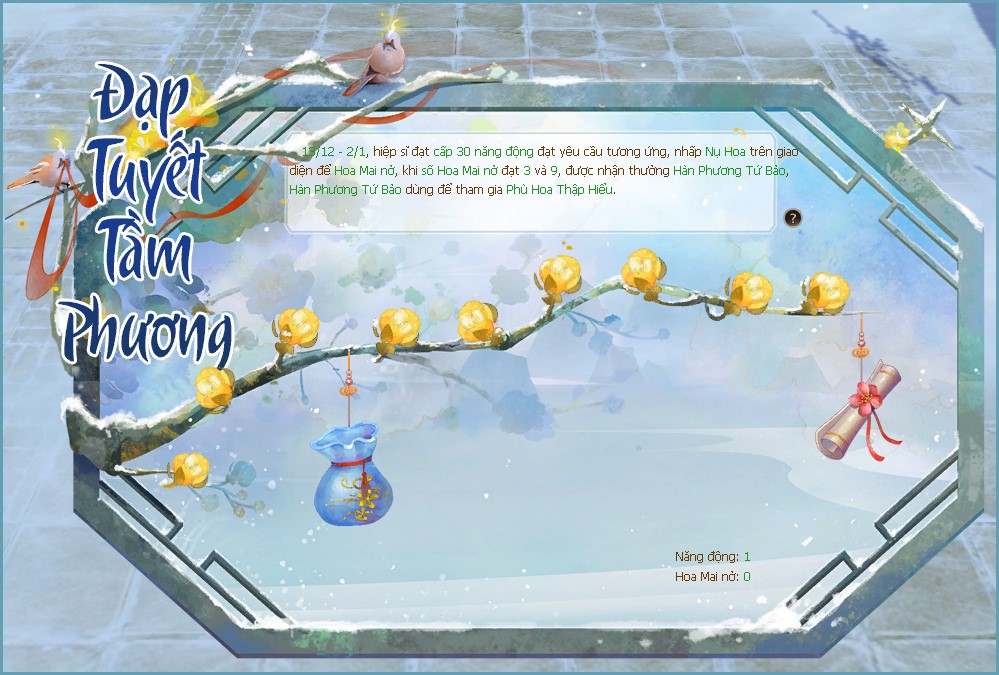 Đạp
Tuyết
Tầm
Phương
13/12 - 2/1, hiệp sĩ đạt cấp 30 năng động đạt yêu cầu tương ứng, nhấp Nụ Hoa trên giao
diện để Hoa Mai nở, khi số Hoa Mai nở đạt 3 và 9, được nhận thưởng Hàn Phương Tứ Bảo,
Hàn Phương Tứ Bảo dùng để tham gia Phù Hoa Thập Hiểu.
?
Năng động: 1
Hoa Mai nở: 0